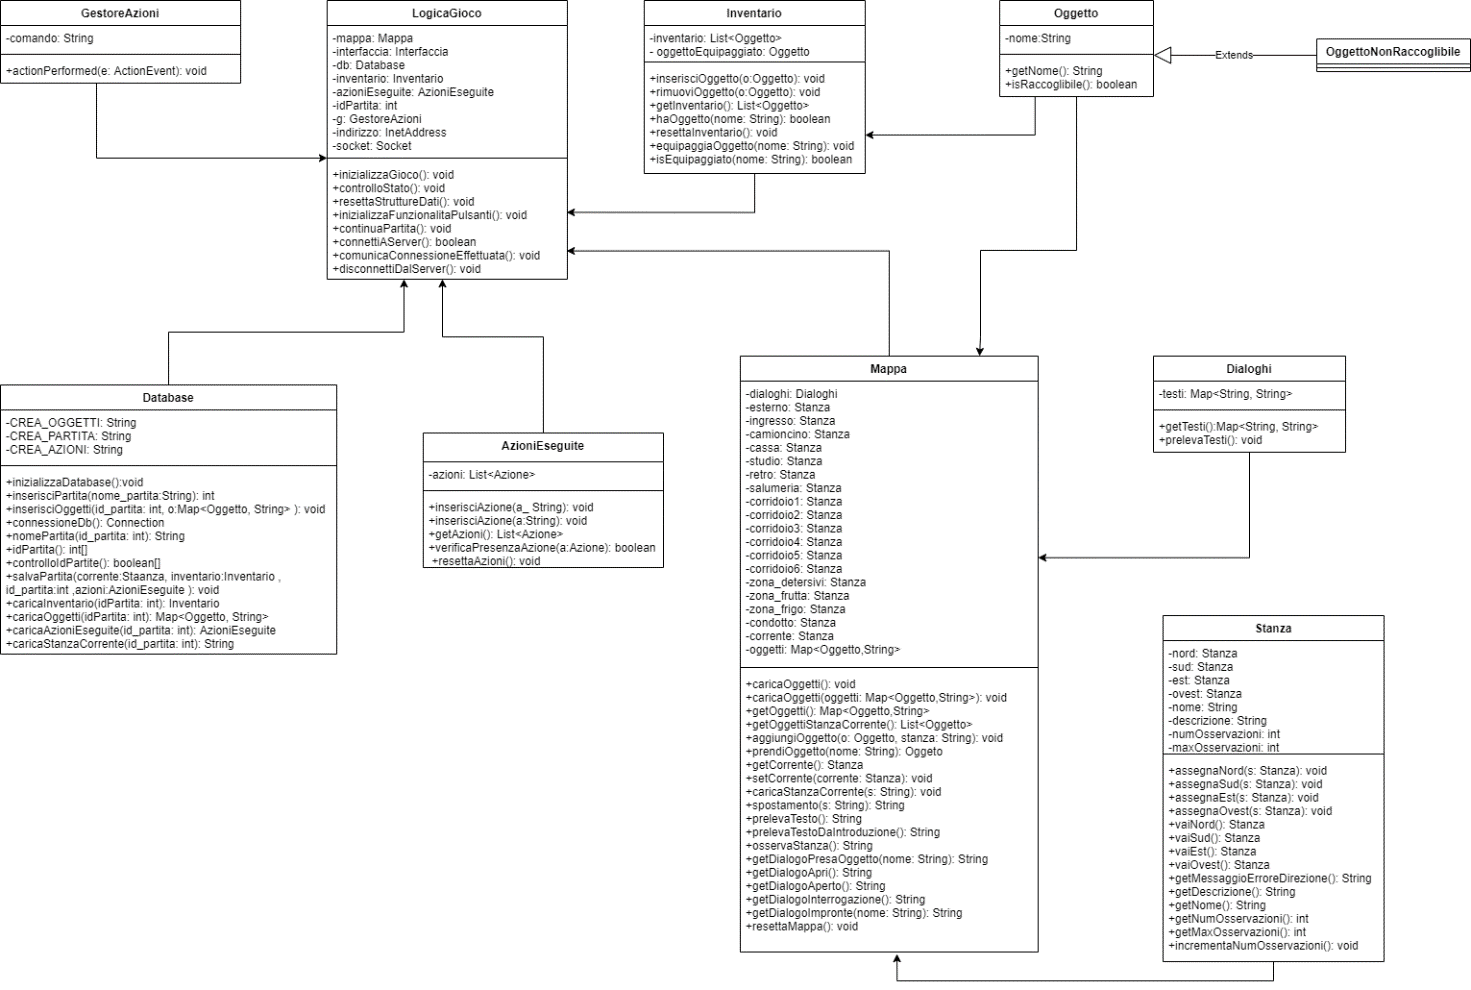 GestoreAzioni
-comando: String
+actionPerformed(e: ActionEvent): void
LogicaGioco
-mappa: Mappa
-interfaccia: Interfaccia
-db: Database
-inventario: Inventario
-azioniEseguite: AzioniEseguite
-idPartita: int
-g: GestoreAzioni
-indirizzo: InetAddress
-socket: Socket
+inizializzaGioco(): void
+controlloStato(): void
+resettaStruttureDati(): void
+inizializzaFunzionalitaPulsanti(): void
+continuaPartita(): void
+connettiAServer(): boolean
+comunicaConnessioneEffettuata(): void
+disconnettiDalServer(): void
Inventario
-inventario: List<Oggetto>
- oggettoEquipaggiato: Oggetto
+inserisciOggetto(o:Oggetto): void
+rimuoviOggetto(o:Oggetto): void
+getInventario(): List<Oggetto>
+haOggetto(nome: String): boolean
+resettaInventario(): void
+equipaggiaOggetto(nome: String): void
+isEquipaggiato(nome: String): boolean
Oggetto
-nome:String
+getNome(): String
+isRaccoglibile(): boolean
Extends
OggettoNonRaccoglibile
Database
-CREA_OGGETTI: String
-CREA_PARTITA: String
-CREA_AZIONI: String
+inizializzaDatabase():void
+inserisciPartita(nome_partita:String): int
+inserisciOggetti(id_partita: int, o:Map<Oggetto, String> ): void
+connessioneDb(): Connection
+nomePartita(id_partita: int): String
+idPartita(): int[]
+controlloIdPartite(): boolean[]
+salvaPartita(corrente:Staanza, inventario:Inventario ,
id_partita:int ,azioni:AzioniEseguite ): void
+caricaInventario(idPartita: int): Inventario
+caricaOggetti(idPartita: int): Map<Oggetto, String>
+caricaAzioniEseguite(id_partita: int): AzioniEseguite
+caricaStanzaCorrente(id_partita: int): String
AzioniEseguite
-azioni: List<Azione>
+inserisciAzione(a_ String): void
+inserisciAzione(a:String): void
+getAzioni(): List<Azione>
+verificaPresenzaAzione(a:Azione): boolean
+resettaAzioni(): void
Mappa
-dialoghi: Dialoghi
-esterno: Stanza
-ingresso: Stanza
-camioncino: Stanza
-cassa: Stanza
-studio: Stanza
-retro: Stanza
-salumeria: Stanza
-corridoio1: Stanza
-corridoio2: Stanza
-corridoio3: Stanza
-corridoio4: Stanza
-corridoio5: Stanza
-corridoio6: Stanza
-zona_detersivi: Stanza
-zona_frutta: Stanza
-zona_frigo: Stanza
-condotto: Stanza
-corrente: Stanza
-oggetti: Map<Oggetto,String>
+caricaOggetti(): void
+caricaOggetti(oggetti: Map<Oggetto,String>): void
+getOggetti(): Map<Oggetto,String>
+getOggettiStanzaCorrente(): List<Oggetto>
+aggiungiOggetto(o: Oggetto, stanza: String): void
+prendiOggetto(nome: String): Oggeto
+getCorrente(): Stanza
+setCorrente(corrente: Stanza): void
+caricaStanzaCorrente(s: String): void
+spostamento(s: String): String
+prelevaTesto(): String
+prelevaTestoDaIntroduzione(): String
+osservaStanza(): String
+getDialogoPresaOggetto(nome: String): String
+getDialogoApri(): String
+getDialogoAperto(): String
+getDialogoInterrogazione(): String
+getDialogoImpronte(nome: String): String
+resettaMappa(): void
Dialoghi
-testi: Map<String, String>
+getTesti():Map<String, String>
+prelevaTesti(): void
Stanza
-nord: Stanza
-sud: Stanza
-est: Stanza
-ovest: Stanza
-nome: String
-descrizione: String
-numOsservazioni: int
-maxOsservazioni: int
+assegnaNord(s: Stanza): void
+assegnaSud(s: Stanza): void
+assegnaEst(s: Stanza): void
+assegnaOvest(s: Stanza): void
+vaiNord(): Stanza
+vaiSud(): Stanza
+vaiEst(): Stanza
+vaiOvest(): Stanza
+getMessaggioErroreDirezione(): String
+getDescrizione(): String
+getNome(): String
+getNumOsservazioni(): int
+getMaxOsservazioni(): int
+incrementaNumOsservazioni(): void